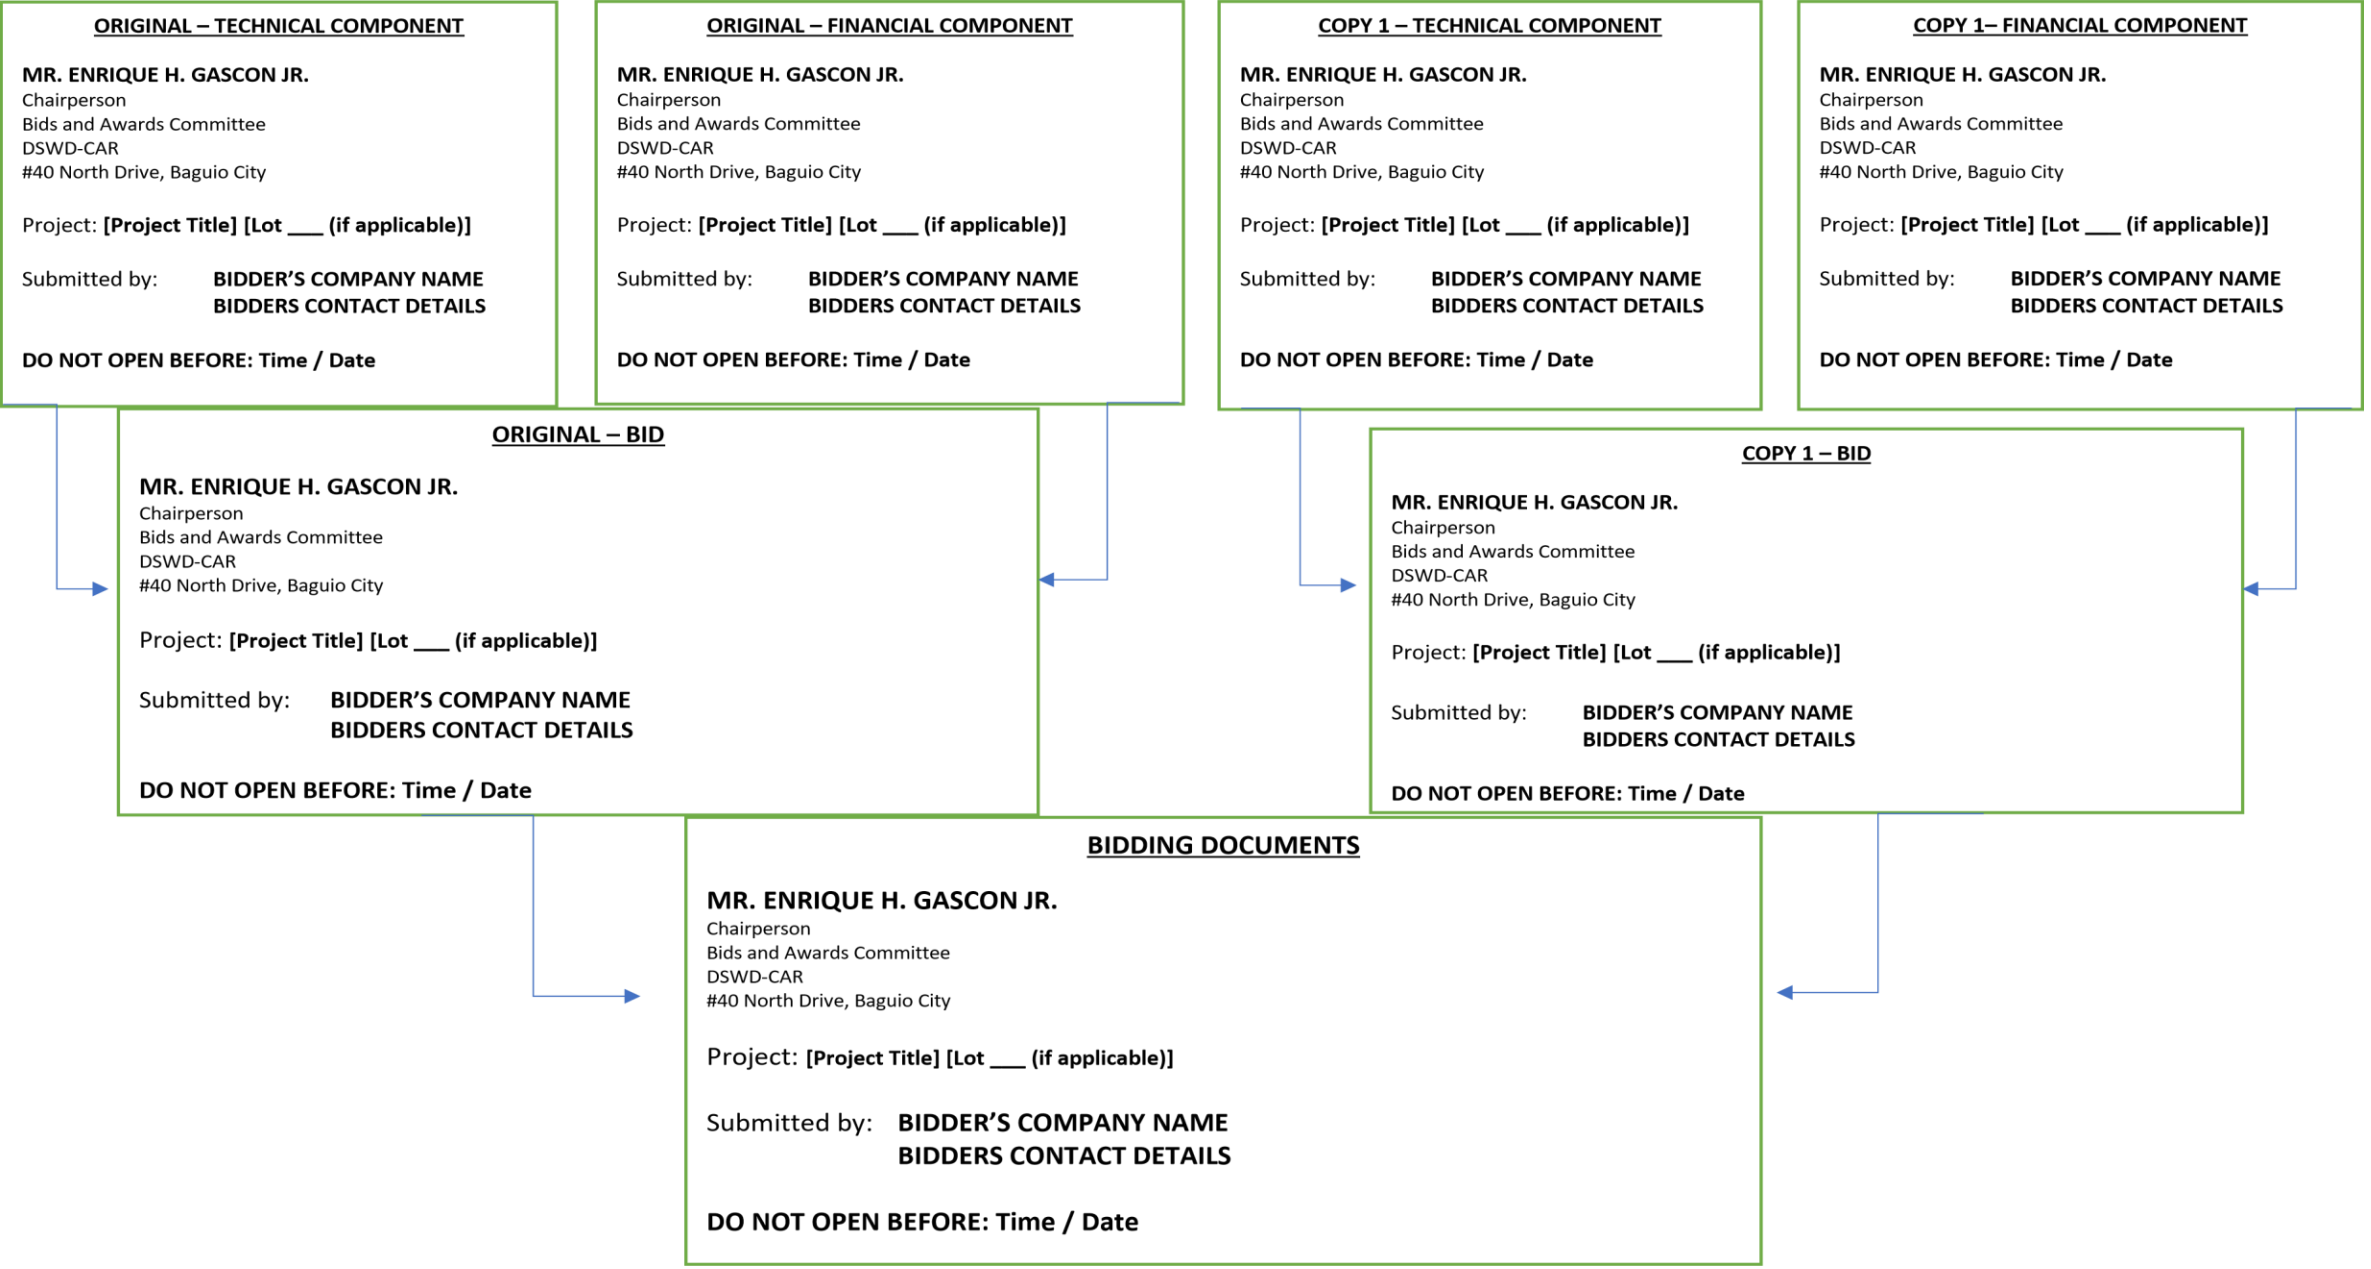 ORIGINAL – TECHNICAL COMPONENT
MR. ENRIQUE H. GASCON JR.
Chairperson
Bids and Awards Committee
DSWD-CAR
#40 North Drive, Baguio City
Project: [Project Title] [Lot ___ (if applicable)]
Submitted by: BIDDER’S COMPANY NAME
BIDDERS CONTACT DETAILS
DO NOT OPEN BEFORE: Time / Date
ORIGINAL – FINANCIAL COMPONENT
MR. ENRIQUE H. GASCON JR.
Chairperson
Bids and Awards Committee
DSWD-CAR
#40 North Drive, Baguio City
Project: [Project Title] [Lot ___ (if applicable)]
Submitted by: BIDDER’S COMPANY NAME
BIDDERS CONTACT DETAILS
DO NOT OPEN BEFORE: Time / Date
COPY 1 – TECHNICAL COMPONENT
MR. ENRIQUE H. GASCON JR.
Chairperson
Bids and Awards Committee
DSWD-CAR
#40 North Drive, Baguio City
Project: [Project Title] [Lot ___ (if applicable)]
Submitted by: BIDDER’S COMPANY NAME
BIDDERS CONTACT DETAILS
DO NOT OPEN BEFORE: Time / Date
COPY 1– FINANCIAL COMPONENT
MR. ENRIQUE H. GASCON JR.
Chairperson
Bids and Awards Committee
DSWD-CAR
#40 North Drive, Baguio City
Project: [Project Title] [Lot ___ (if applicable)]
Submitted by: BIDDER’S COMPANY NAME
BIDDERS CONTACT DETAILS
DO NOT OPEN BEFORE: Time / Date
ORIGINAL – BID
MR. ENRIQUE H. GASCON JR.
Chairperson
Bids and Awards Committee
DSWD-CAR
#40 North Drive, Baguio City
Project: [Project Title] [Lot ___ (if applicable)]
Submitted by: BIDDER’S COMPANY NAME
BIDDERS CONTACT DETAILS
DO NOT OPEN BEFORE: Time / Date
COPY 1 – BID
MR. ENRIQUE H. GASCON JR.
Chairperson
Bids and Awards Committee
DSWD-CAR
#40 North Drive, Baguio City
Project: [Project Title] [Lot ___ (if applicable)]
Submitted by: BIDDER’S COMPANY NAME
BIDDERS CONTACT DETAILS
DO NOT OPEN BEFORE: Time / Date
BIDDING DOCUMENTS
MR. ENRIQUE H. GASCON JR.
Chairperson
Bids and Awards Committee
DSWD-CAR
#40 North Drive, Baguio City
Project: [Project Title] [Lot ___ (if applicable)]
Submitted by: BIDDER’S COMPANY NAME
BIDDERS CONTACT DETAILS
DO NOT OPEN BEFORE: Time / Date